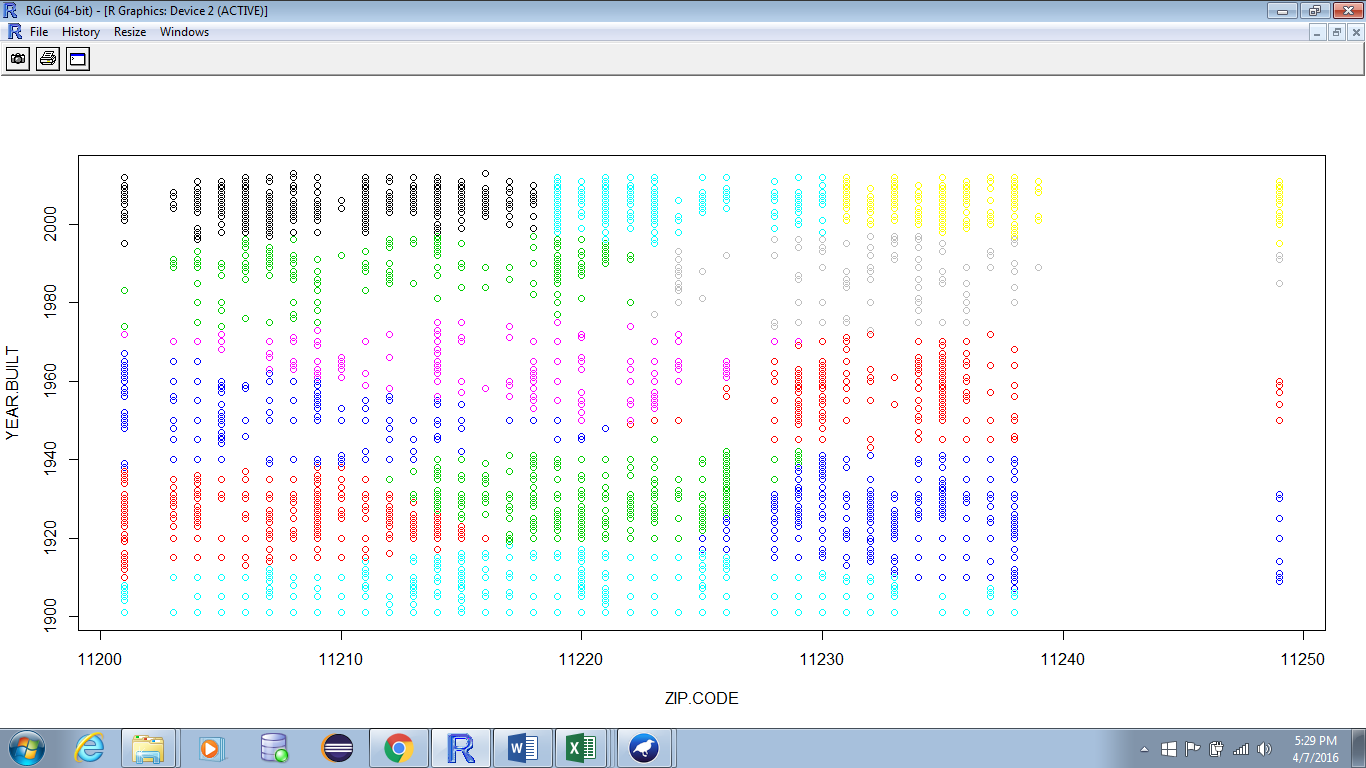 RGui (64-bit) - [R Graphics: Device 2 (ACTIVE)]
File History Resize Windows
YEAR.BUILT
2000
1980
1960
1940
1920
1900
11200 11210 11220 11230 11240 11250
ZIP.CODE
5:29 PM
4/7/2016